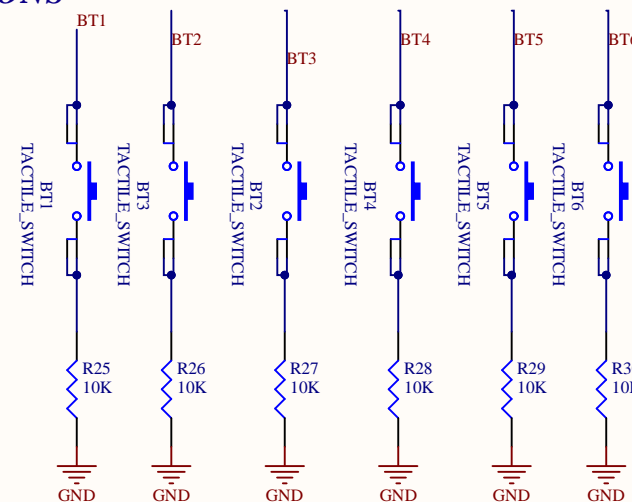 BT1
BT2
BT3
BT4
BT5
BT6
BT1
TACTILE_SWITCH
BT3
TACTILE_SWITCH
BT2
TACTILE_SWITCH
BT4
TACTILE_SWITCH
BT5
TACTILE_SWITCH
BT6
TACTILE_SWITCH
R25
10K
R26
10K
R27
10K
R28
10K
R29
10K
GND
GND
GND
GND
GND
GND